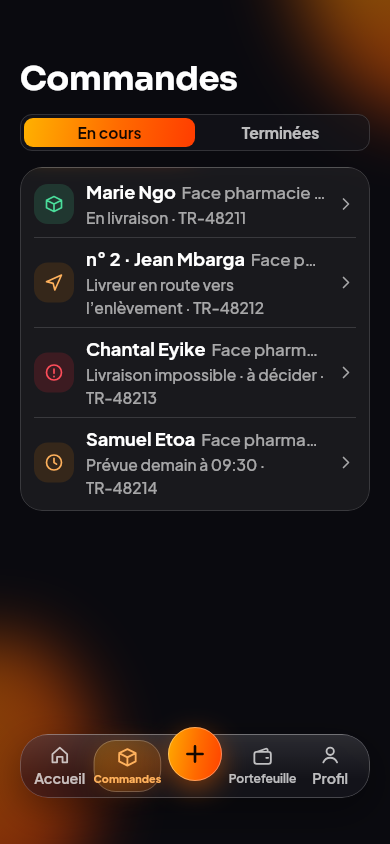 Commandes
En cours
Terminées
Marie Ngo Face pharmacie ...
En livraison · TR-48211
n° 2 · Jean Mbarga Face p...
Livreur en route vers
l’enlèvement · TR-48212
Chantal Eyike Face pharm...
Livraison impossible · à décider ·
TR-48213
Samuel Etoa Face pharma...
Prévue demain à 09:30 ·
TR-48214
Accueil
Commandes
Portefeuille
Profil